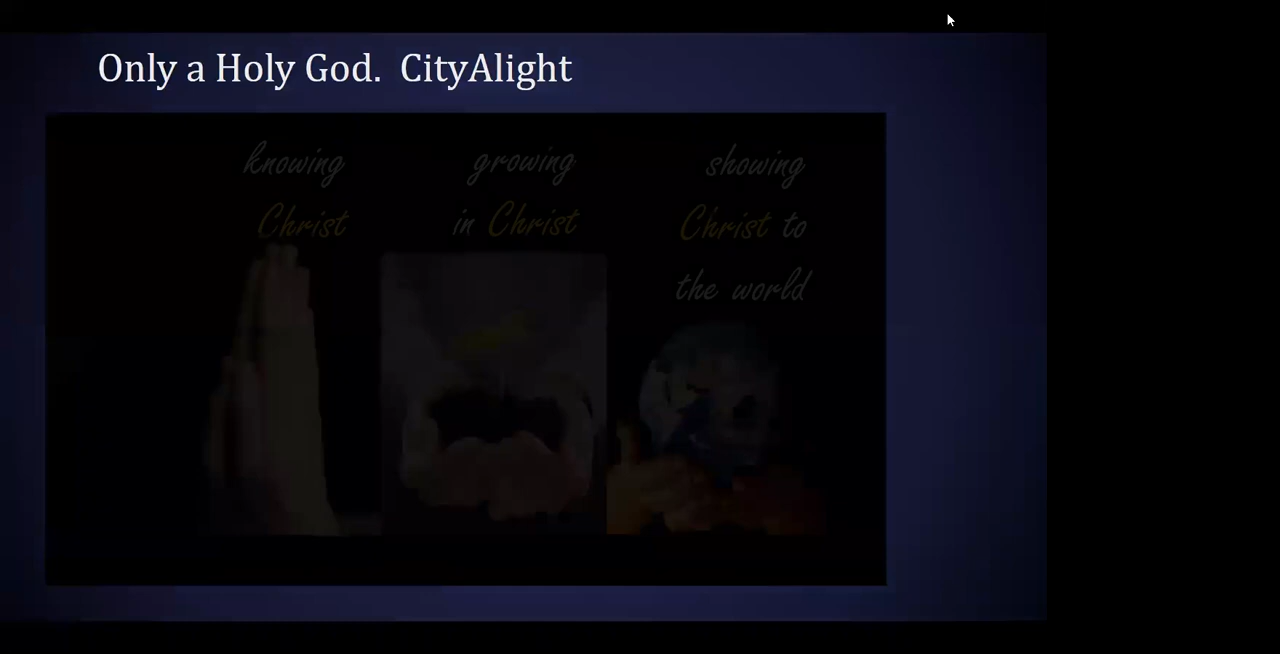 Only a Holy God.  CityAlight
knowing
Christ
growing
in Christ
showing
Christ to
the world